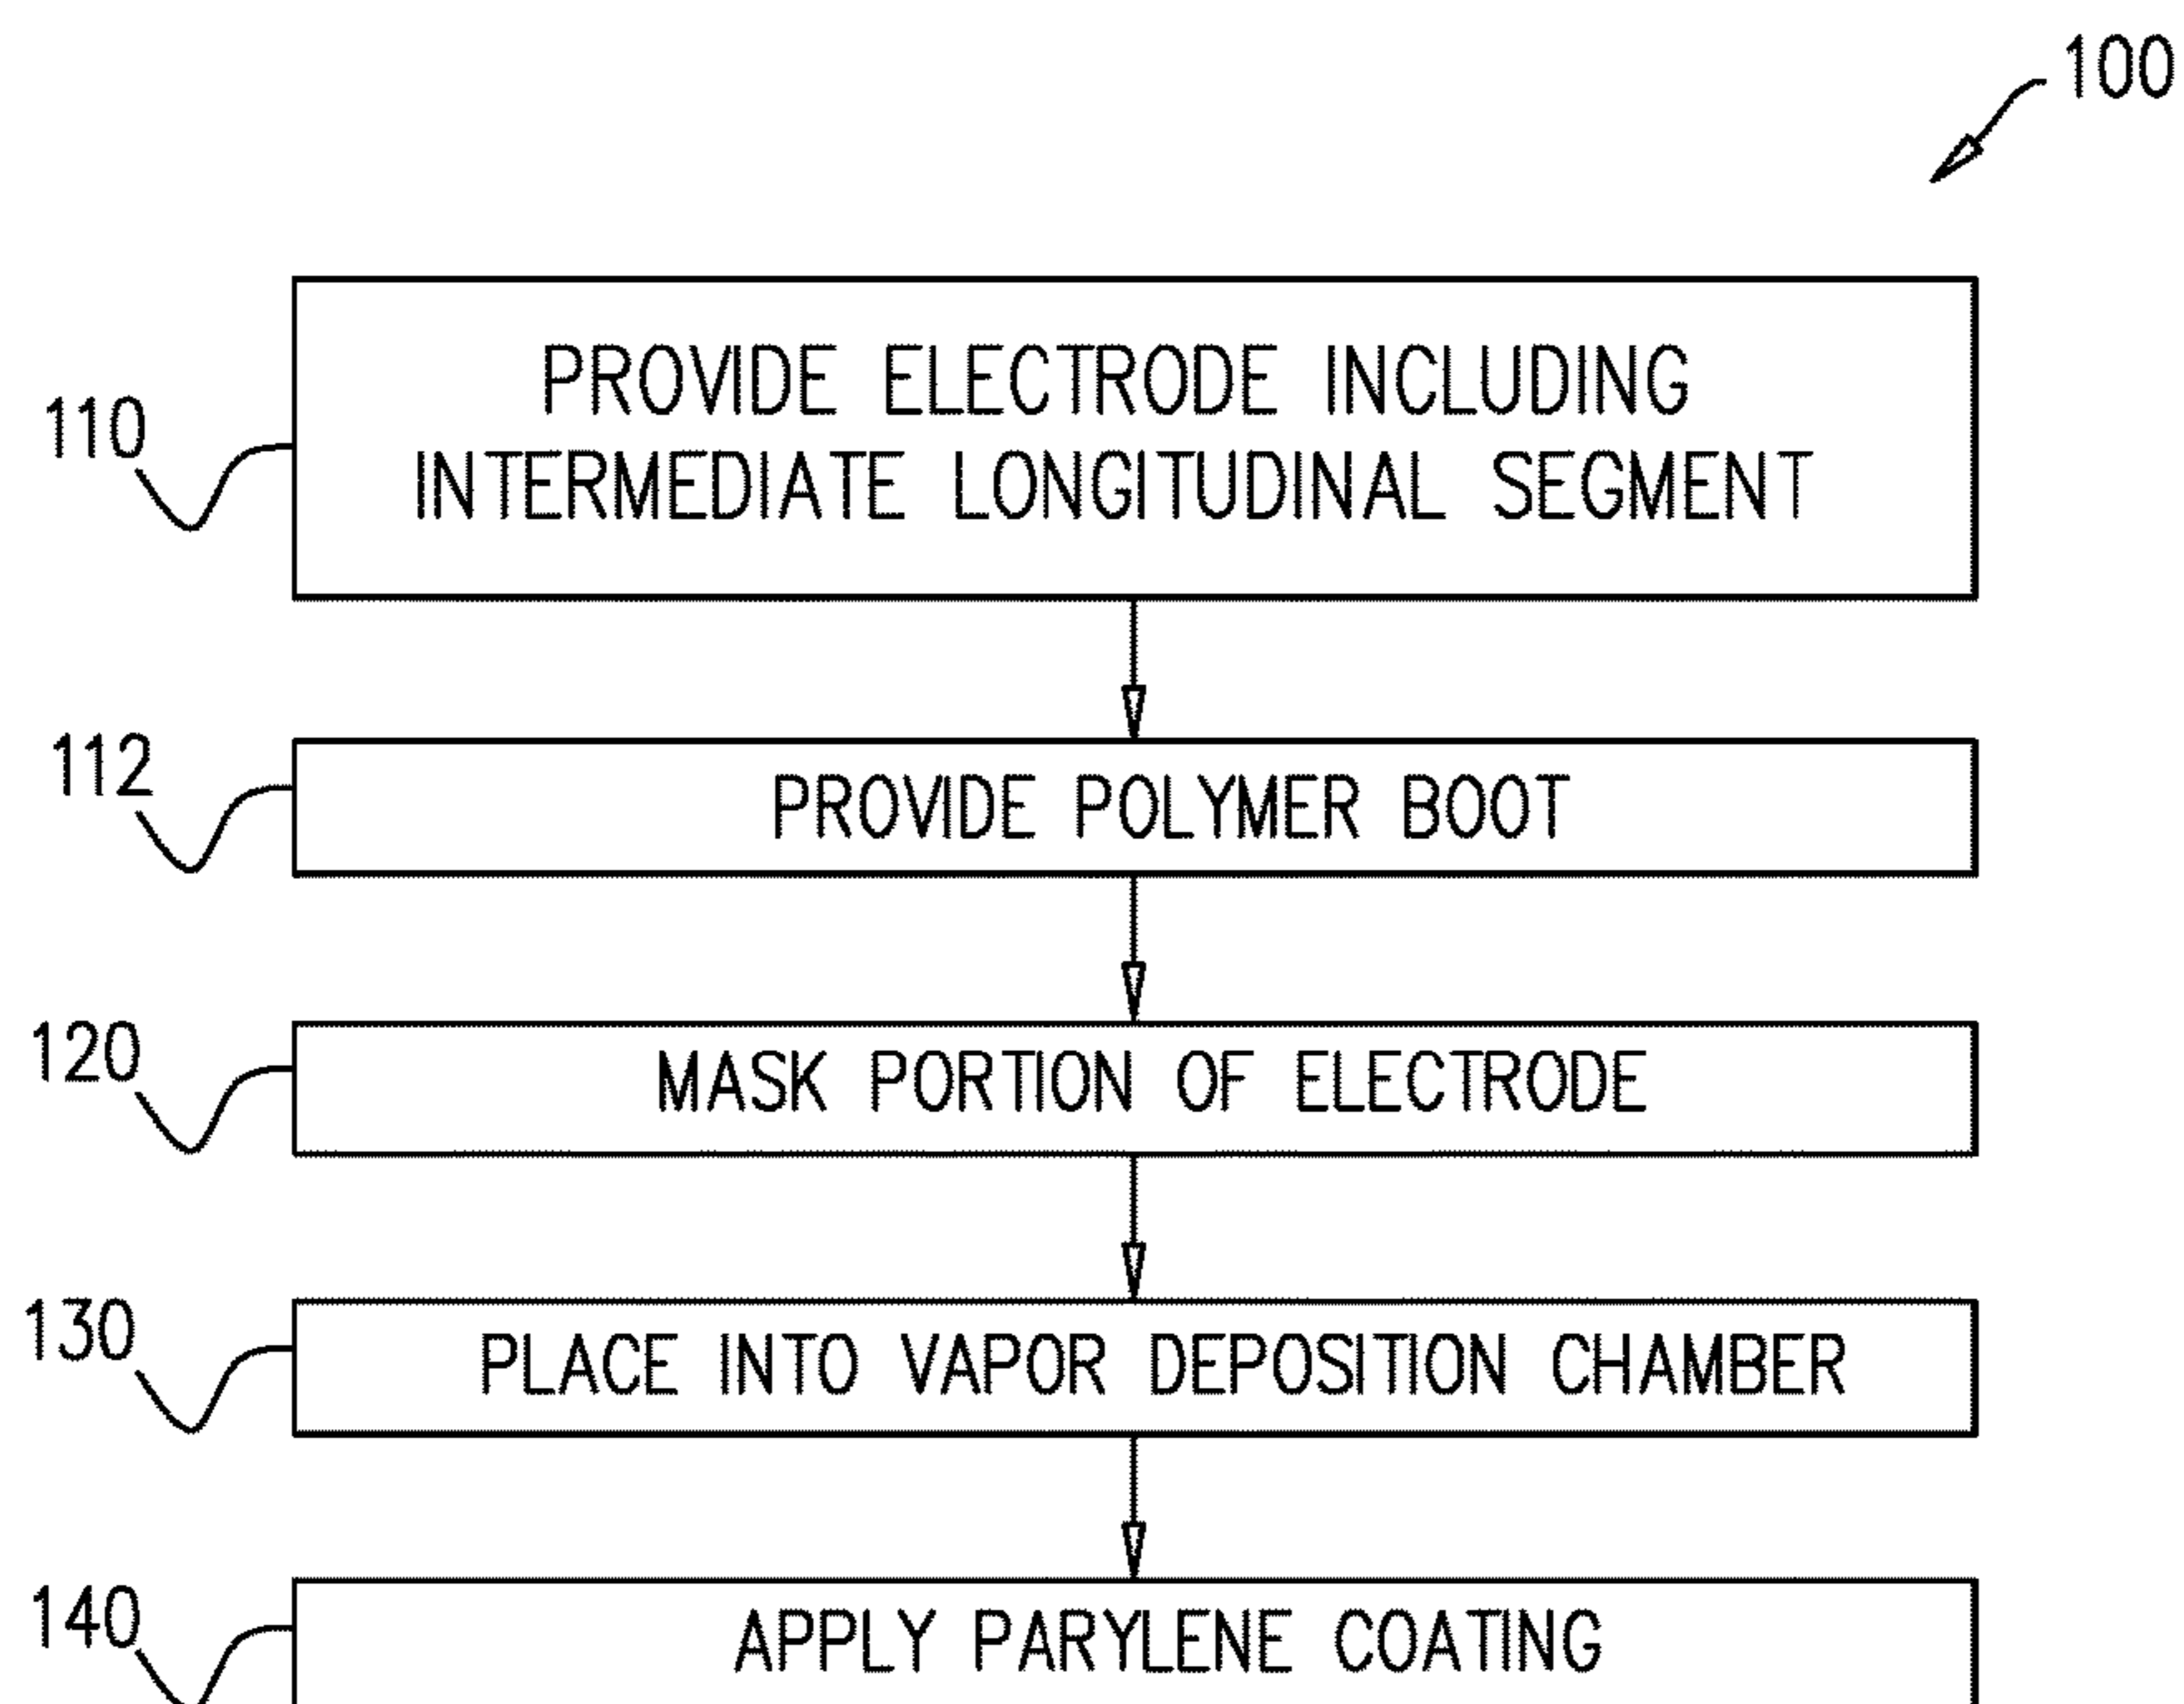 100
110
PROVIDE ELECTRODE INCLUDING
INTERMEDIATE LONGITUDINAL SEGMENT
112
PROVIDE POLYMER BOOT
120
MASK PORTION OF ELECTRODE
130
PLACE INTO VAPOR DEPOSITION CHAMBER
140
APPLY PARYLENE COATING